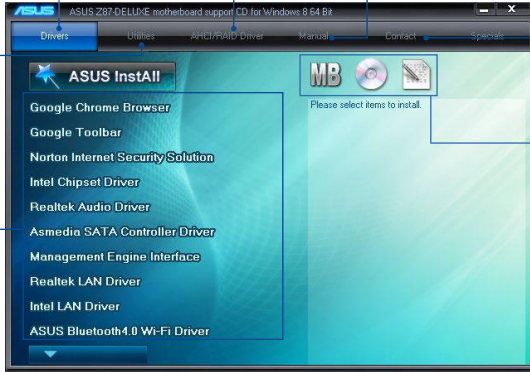 ASUS ASUS Z87-DELUXE motherboard support CD for Windows 8 64 Bit
Drivers Utilities AHCI/RAID Driver Manual Contact Specials
ASUS InstAll
MB
Please select items to install.
Google Chrome Browser
Google Toolbar
Norton Internet Security Solution
Intel Chipset Driver
Realtek Audio Driver
Asmedia SATA Controller Driver
Management Engine Interface
Realtek LAN Driver
Intel LAN Driver
ASUS Bluetooth4.0 Wi-Fi Driver